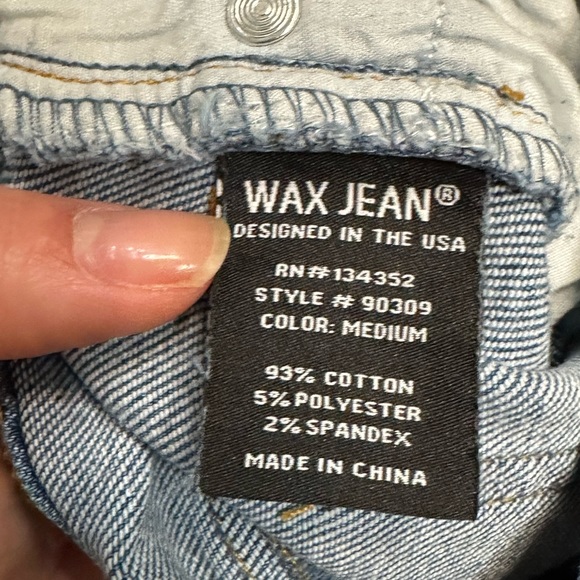 WAX JEAN®
DESIGNED IN THE USA
RN#134352
STYLE # 90309
COLOR: MEDIUM
93% COTTON
5% POLYESTER
2% SPANDEX
MADE IN CHINA